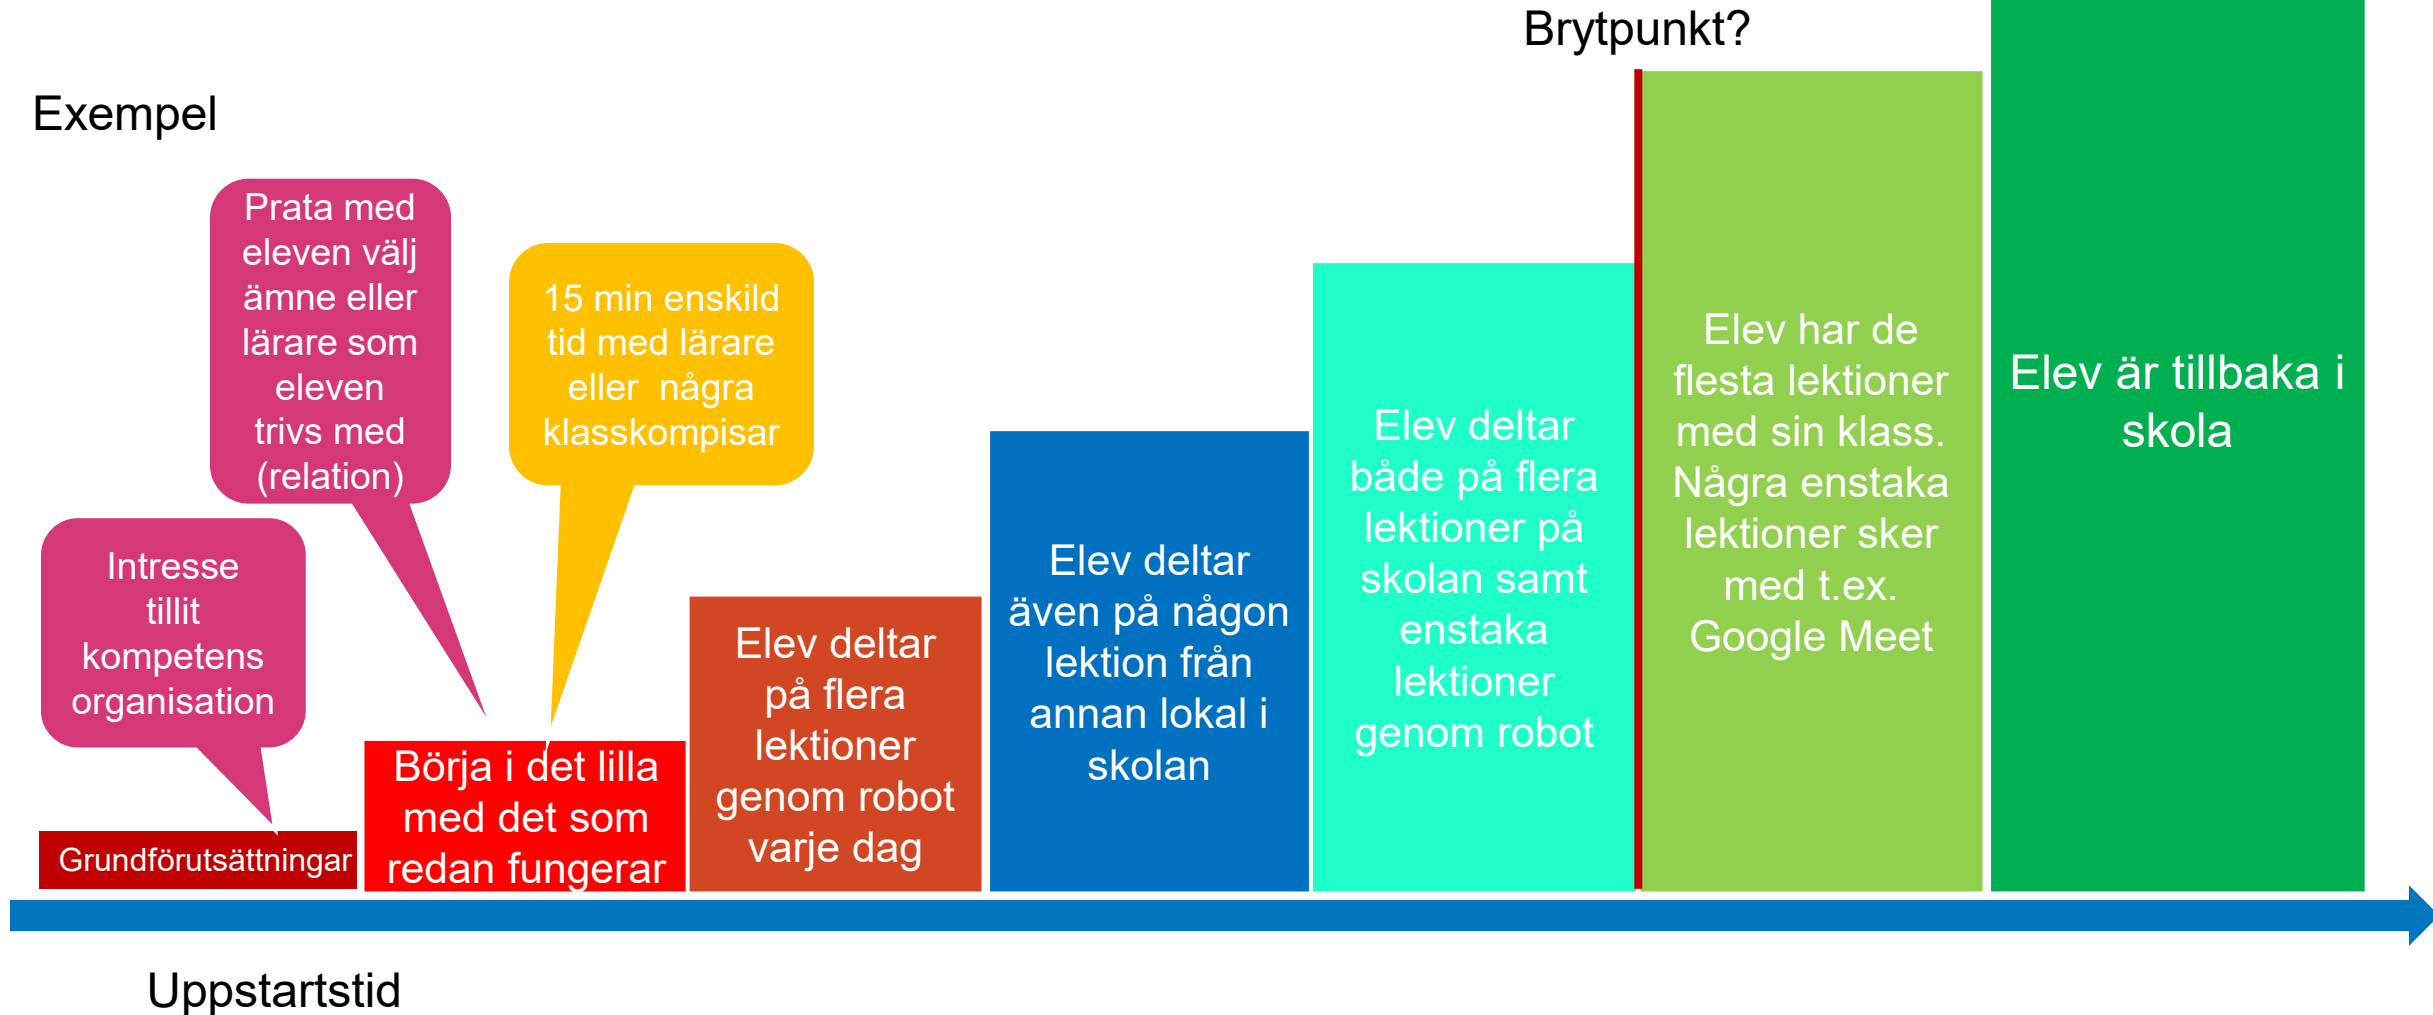 Brytpunkt?
Exempel
Prata med
eleven välj
ämne eller
lärare som
eleven
trivs med
(relation)
15 min enskild
tid med lärare
eller  några
klasskompisar
Intresse
tillit
kompetens
organisation
Grundförutsättningar
Börja i det lilla
med det som
redan fungerar
Elev deltar
på flera
lektioner
genom robot
varje dag
Elev deltar
även på någon
lektion från
annan lokal i
skolan
Elev deltar
både på flera
lektioner på
skolan samt
enstaka
lektioner
genom robot
Elev har de
flesta lektioner
med sin klass.
Några enstaka
lektioner sker
med t.ex.
Google Meet
Elev är tillbaka i
skola
Uppstartstid